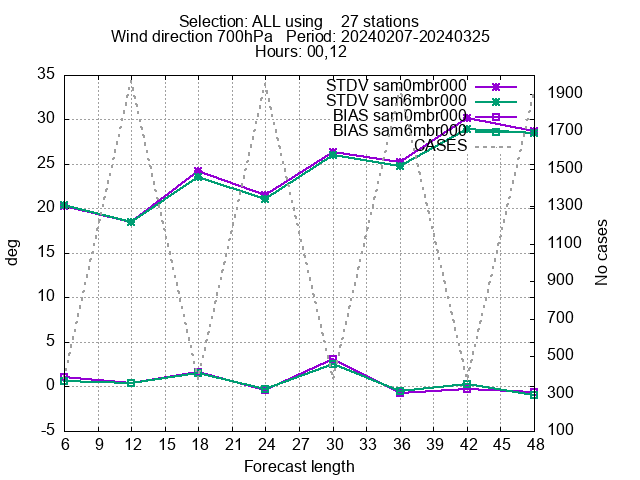 Selection: ALL using    27 stations
Wind direction 700hPa   Period: 20240207-20240325
Hours: 00,12
STDV sam0mbr000
STDV sam6mbr000
BIAS sam0mbr000
BIAS sam6mbr000
CASES
35
30
25
20
15
10
5
0
-5
deg
1900
1700
1500
1300
1100
900
700
500
300
100
No cases
6 9 12 15 18 21 24 27 30 33 36 39 42 45 48
Forecast length